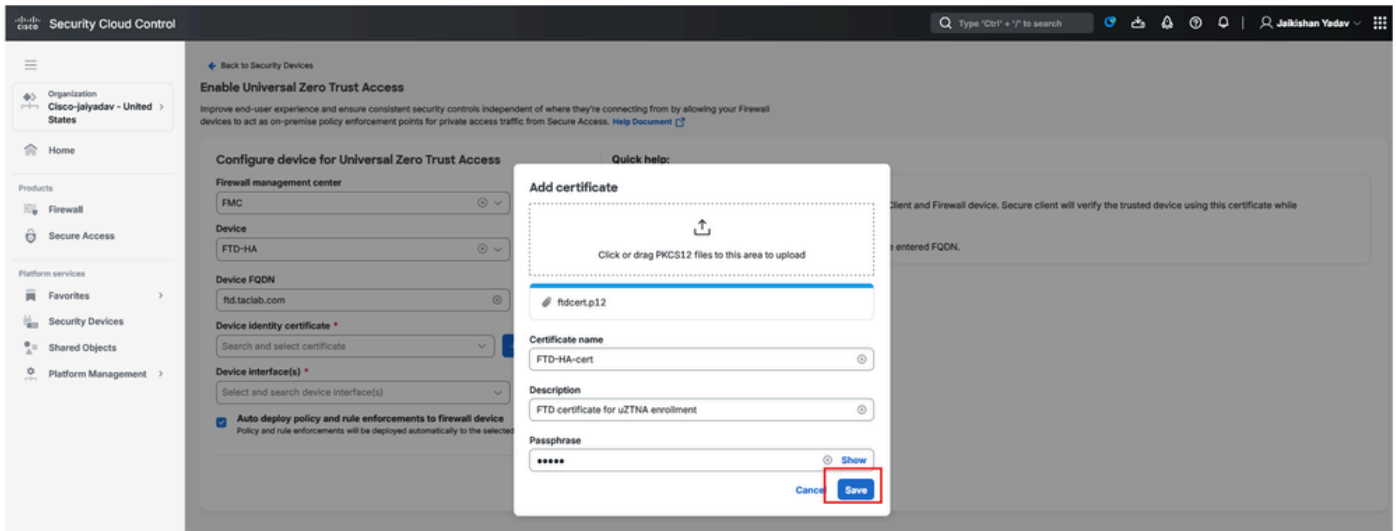 CISCO
Security Cloud Control
Type 'Ctrl' + '/' to search
Jaikishan Yadav
Organization
Cisco-jaiyadav - United
States
Home
Products
Firewall
Secure Access
Platform services
Favorites
Security Devices
Shared Objects
Platform Management
Back to Security Devices
Enable Universal Zero Trust Access
Improve end-user experience and ensure consistent security controls independent of where they're connecting from by allowing your Firewall
devices to act as on-premise policy enforcement points for private access traffic from Secure Access. Help Document
Configure device for Universal Zero Trust Access
Firewall management center
FMC
Device
FTD-HA
Device FQDN
ftd.taclab.com
Device identity certificate *
Search and select certificate
Device interface(s) *
Select and search device interface(s)
Auto deploy policy and rule enforcements to firewall device
Policy and rule enforcements will be deployed automatically to the selected
Quick help:
Client and Firewall device. Secure client will verify the trusted device using this certificate while
entered FQDN.
Add certificate
Click or drag PKCS12 files to this area to upload
ftdcert.p12
Certificate name
FTD-HA-cert
Description
FTD certificate for uZTNA enrollment
Passphrase
•••••
Show
Cancel
Save